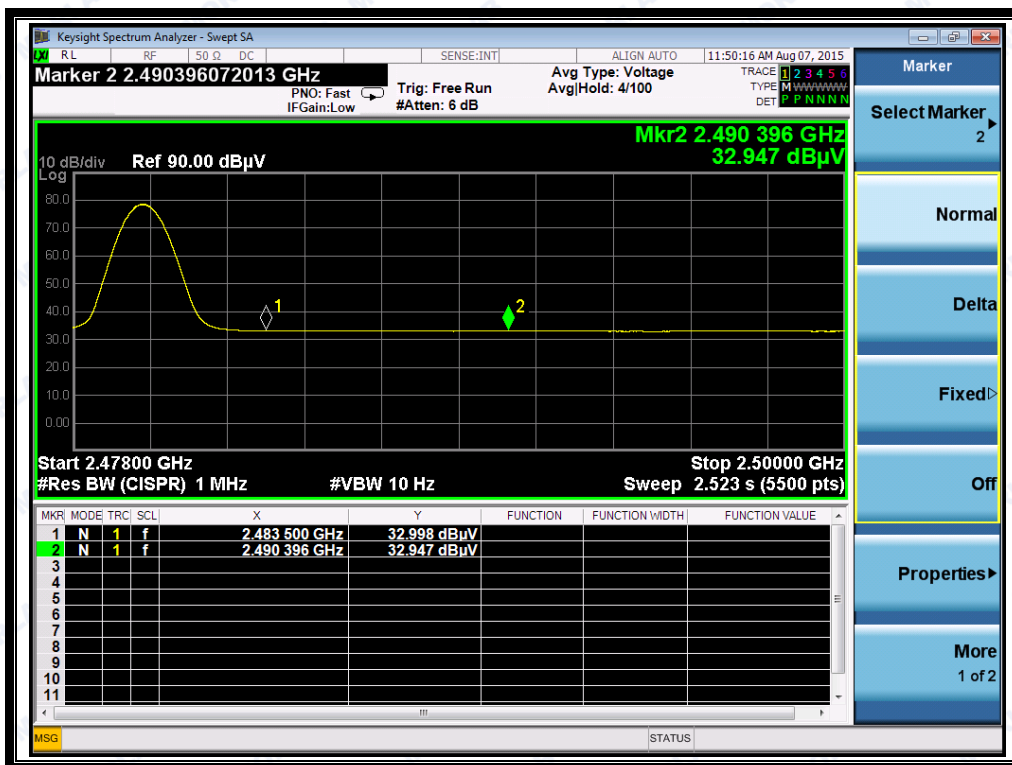 Keysight Spectrum Analyzer - Swept SA
LXI RL RF 50 Ω DC SENSE:INT ALIGN AUTO 11:50:16 AM Aug 07, 2015
Marker 2 2.490396072013 GHz
PNO: Fast
IFGain:Low
Trig: Free Run
#Atten: 6 dB
Avg Type: Voltage
Avg|Hold: 4/100
TRACE 1 2 3 4 5 6
TYPE M WWWWW
DET P P N N N N
Mkr2 2.490 396 GHz
32.947 dBµV
10 dB/div Ref 90.00 dBµV
Log
80.0
70.0
60.0
50.0
40.0
30.0
20.0
10.0
0.00
1
2
Start 2.47800 GHz Stop 2.50000 GHz
#Res BW (CISPR) 1 MHz #VBW 10 Hz Sweep 2.523 s (5500 pts)
MKR MODE TRC SCL X Y FUNCTION FUNCTION WIDTH FUNCTION VALUE
1 N 1 f 2.483 500 GHz 32.998 dBµV
2 N 1 f 2.490 396 GHz 32.947 dBµV
3
4
5
6
7
8
9
10
11
MSG STATUS
Marker
Select Marker
2
Normal
Delta
Fixed
Off
Properties
More
1 of 2